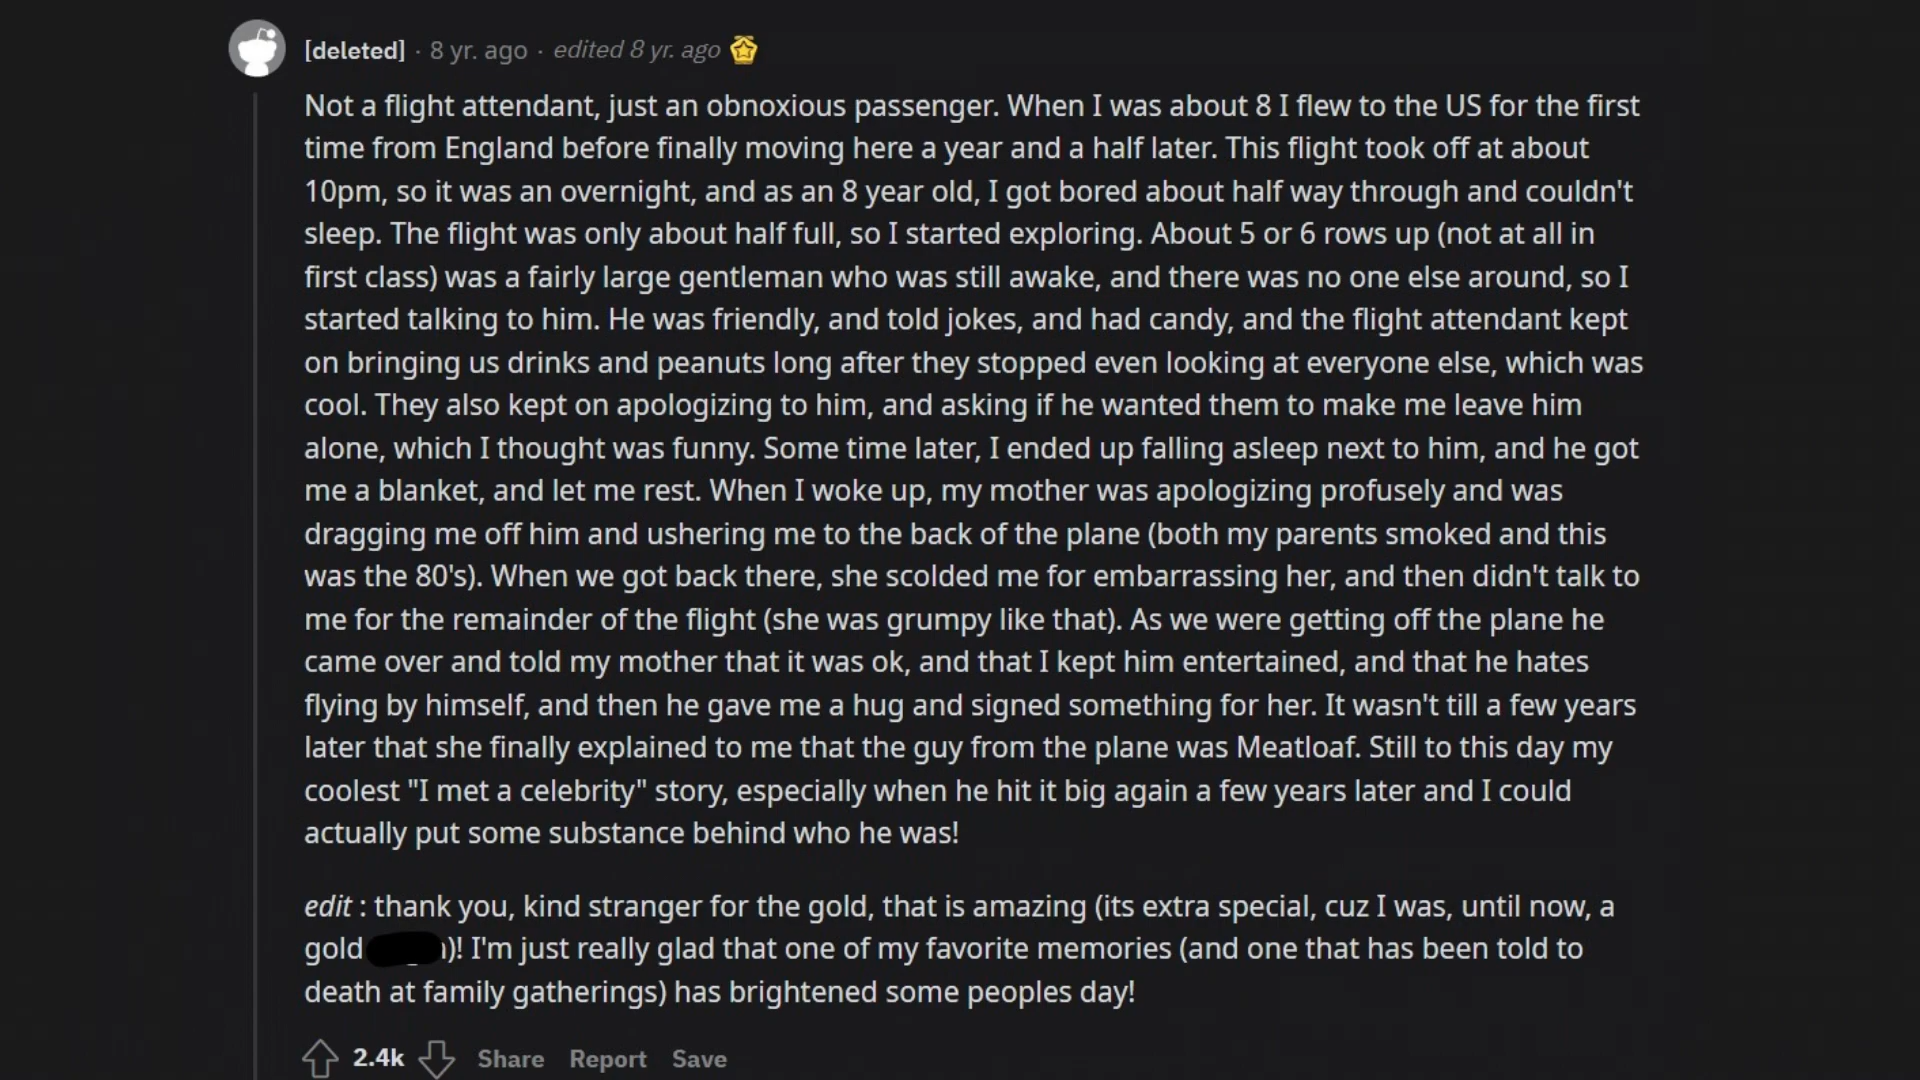 [deleted] · 8 yr. ago · edited 8 yr. ago
Not a flight attendant, just an obnoxious passenger. When I was about 8 I flew to the US for the first
time from England before finally moving here a year and a half later. This flight took off at about
10pm, so it was an overnight, and as an 8 year old, I got bored about half way through and couldn't
sleep. The flight was only about half full, so I started exploring. About 5 or 6 rows up (not at all in
first class) was a fairly large gentleman who was still awake, and there was no one else around, so I
started talking to him. He was friendly, and told jokes, and had candy, and the flight attendant kept
on bringing us drinks and peanuts long after they stopped even looking at everyone else, which was
cool. They also kept on apologizing to him, and asking if he wanted them to make me leave him
alone, which I thought was funny. Some time later, I ended up falling asleep next to him, and he got
me a blanket, and let me rest. When I woke up, my mother was apologizing profusely and was
dragging me off him and ushering me to the back of the plane (both my parents smoked and this
was the 80's). When we got back there, she scolded me for embarrassing her, and then didn't talk to
me for the remainder of the flight (she was grumpy like that). As we were getting off the plane he
came over and told my mother that it was ok, and that I kept him entertained, and that he hates
flying by himself, and then he gave me a hug and signed something for her. It wasn't till a few years
later that she finally explained to me that the guy from the plane was Meatloaf. Still to this day my
coolest "I met a celebrity" story, especially when he hit it big again a few years later and I could
actually put some substance behind who he was!
edit : thank you, kind stranger for the gold, that is amazing (its extra special, cuz I was, until now, a
gold )! I'm just really glad that one of my favorite memories (and one that has been told to
death at family gatherings) has brightened some peoples day!
2.4k Share Report Save